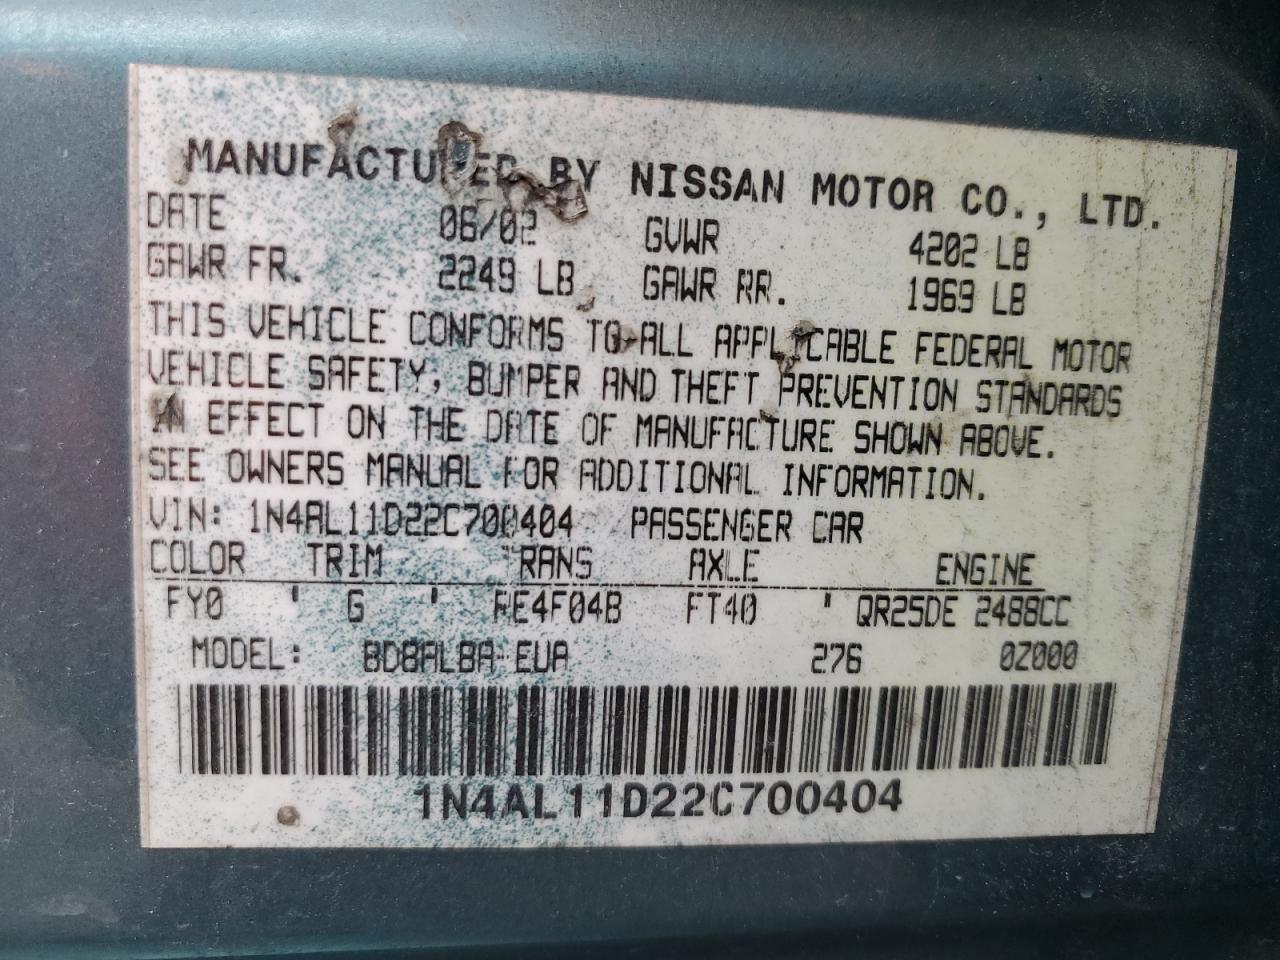 MANUFACTURED BY NISSAN MOTOR CO., LTD.
DATE 06/02 GVWR 4202 LB
GAWR FR. 2249 LB GAWR RR. 1969 LB
THIS VEHICLE CONFORMS TO ALL APPLICABLE FEDERAL MOTOR
VEHICLE SAFETY, BUMPER AND THEFT PREVENTION STANDARDS
IN EFFECT ON THE DATE OF MANUFACTURE SHOWN ABOVE.
SEE OWNERS MANUAL FOR ADDITIONAL INFORMATION.
VIN: 1N4AL11D22C700404 PASSENGER CAR
COLOR TRIM TRANS AXLE ENGINE
FY0 ' G ' RE4F04B FT40 ' QR25DE 2488CC
MODEL: BDBALBA-EUA 276 0Z000
1N4AL11D22C700404